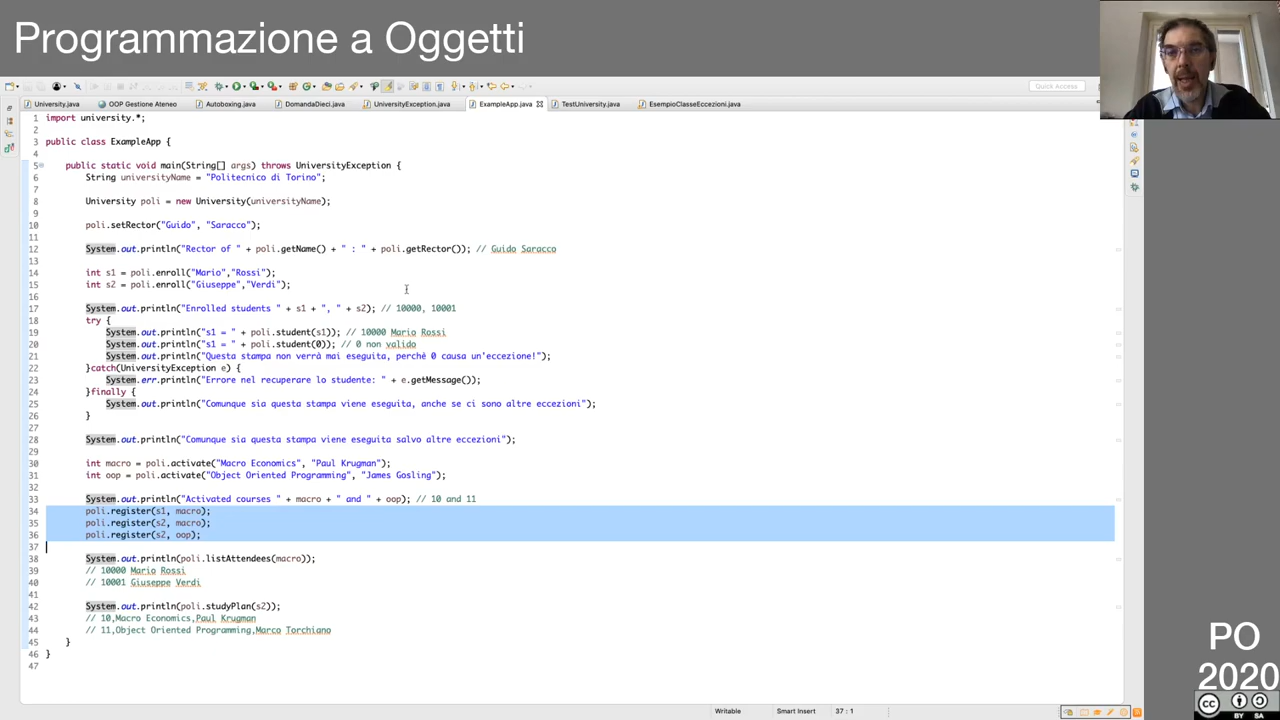 Programmazione a Oggetti
Quick Access
University.java OOP Gestione Ateneo Autoboxing.java DomandaDieci.java UniversityException.java ExampleApp.java TestUniversity.java EsempioClasseEccezioni.java
1 import university.*;
2
3 public class ExampleApp {
4
5 public static void main(String[] args) throws UniversityException {
6 String universityName = "Politecnico di Torino";
7
8 University poli = new University(universityName);
9
10 poli.setRector("Guido", "Saracco");
11
12 System.out.println("Rector of " + poli.getName() + " : " + poli.getRector()); // Guido Saracco
13
14 int s1 = poli.enroll("Mario","Rossi");
15 int s2 = poli.enroll("Giuseppe","Verdi");
16
17 System.out.println("Enrolled students " + s1 + ", " + s2); // 10000, 10001
18 try {
19 System.out.println("s1 = " + poli.student(s1)); // 10000 Mario Rossi
20 System.out.println("s1 = " + poli.student(0)); // 0 non valido
21 System.out.println("Questa stampa non verrà mai eseguita, perchè 0 causa un'eccezione!");
22 }catch(UniversityException e) {
23 System.err.println("Errore nel recuperare lo studente: " + e.getMessage());
24 }finally {
25 System.out.println("Comunque sia questa stampa viene eseguita, anche se ci sono altre eccezioni");
26 }
27
28 System.out.println("Comunque sia questa stampa viene eseguita salvo altre eccezioni");
29
30 int macro = poli.activate("Macro Economics", "Paul Krugman");
31 int oop = poli.activate("Object Oriented Programming", "James Gosling");
32
33 System.out.println("Activated courses " + macro + " and " + oop); // 10 and 11
34 poli.register(s1, macro);
35 poli.register(s2, macro);
36 poli.register(s2, oop);
37
38 System.out.println(poli.listAttendees(macro));
39 // 10000 Mario Rossi
40 // 10001 Giuseppe Verdi
41
42 System.out.println(poli.studyPlan(s2));
43 // 10,Macro Economics,Paul Krugman
44 // 11,Object Oriented Programming,Marco Torchiano
45 }
46 }
47
Writable Smart Insert 37 : 1
PO
2020
CC BY SA